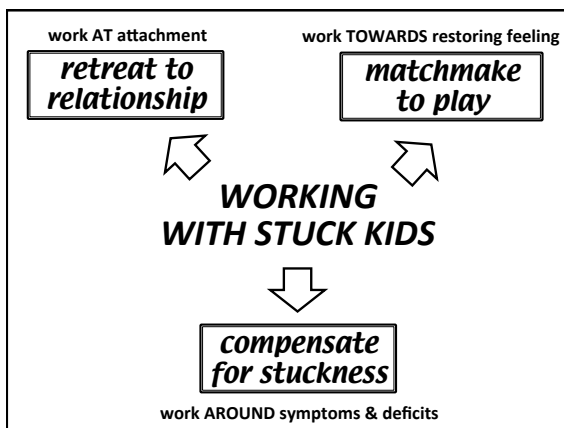 work AT attachment
retreat to
relationship
work TOWARDS restoring feeling
matchmake
to play
WORKING
WITH STUCK KIDS
compensate
for stuckness
work AROUND symptoms & deficits